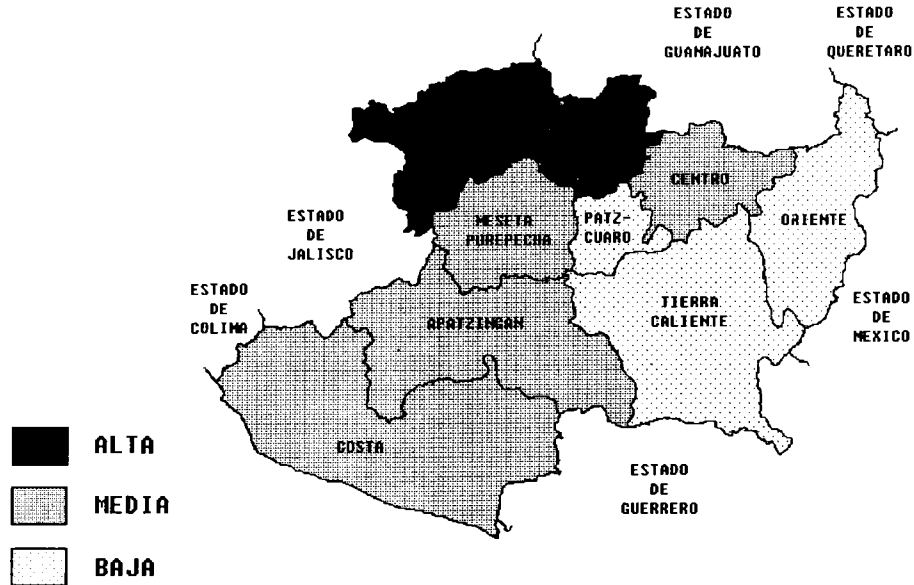 ESTADO
DE
GUANAJUATO
ESTADO
DE
QUERETARO
CENTRO
ESTADO
DE
JALISCO
MESETA
PUREPECHA
PATZ-
CUARO
ORIENTE
ESTADO
DE
COLIMA
APATZINGAN
TIERRA
CALIENTE
ESTADO
DE
MEXICO
COSTA
ESTADO
DE
GUERRERO
ALTA
MEDIA
BAJA